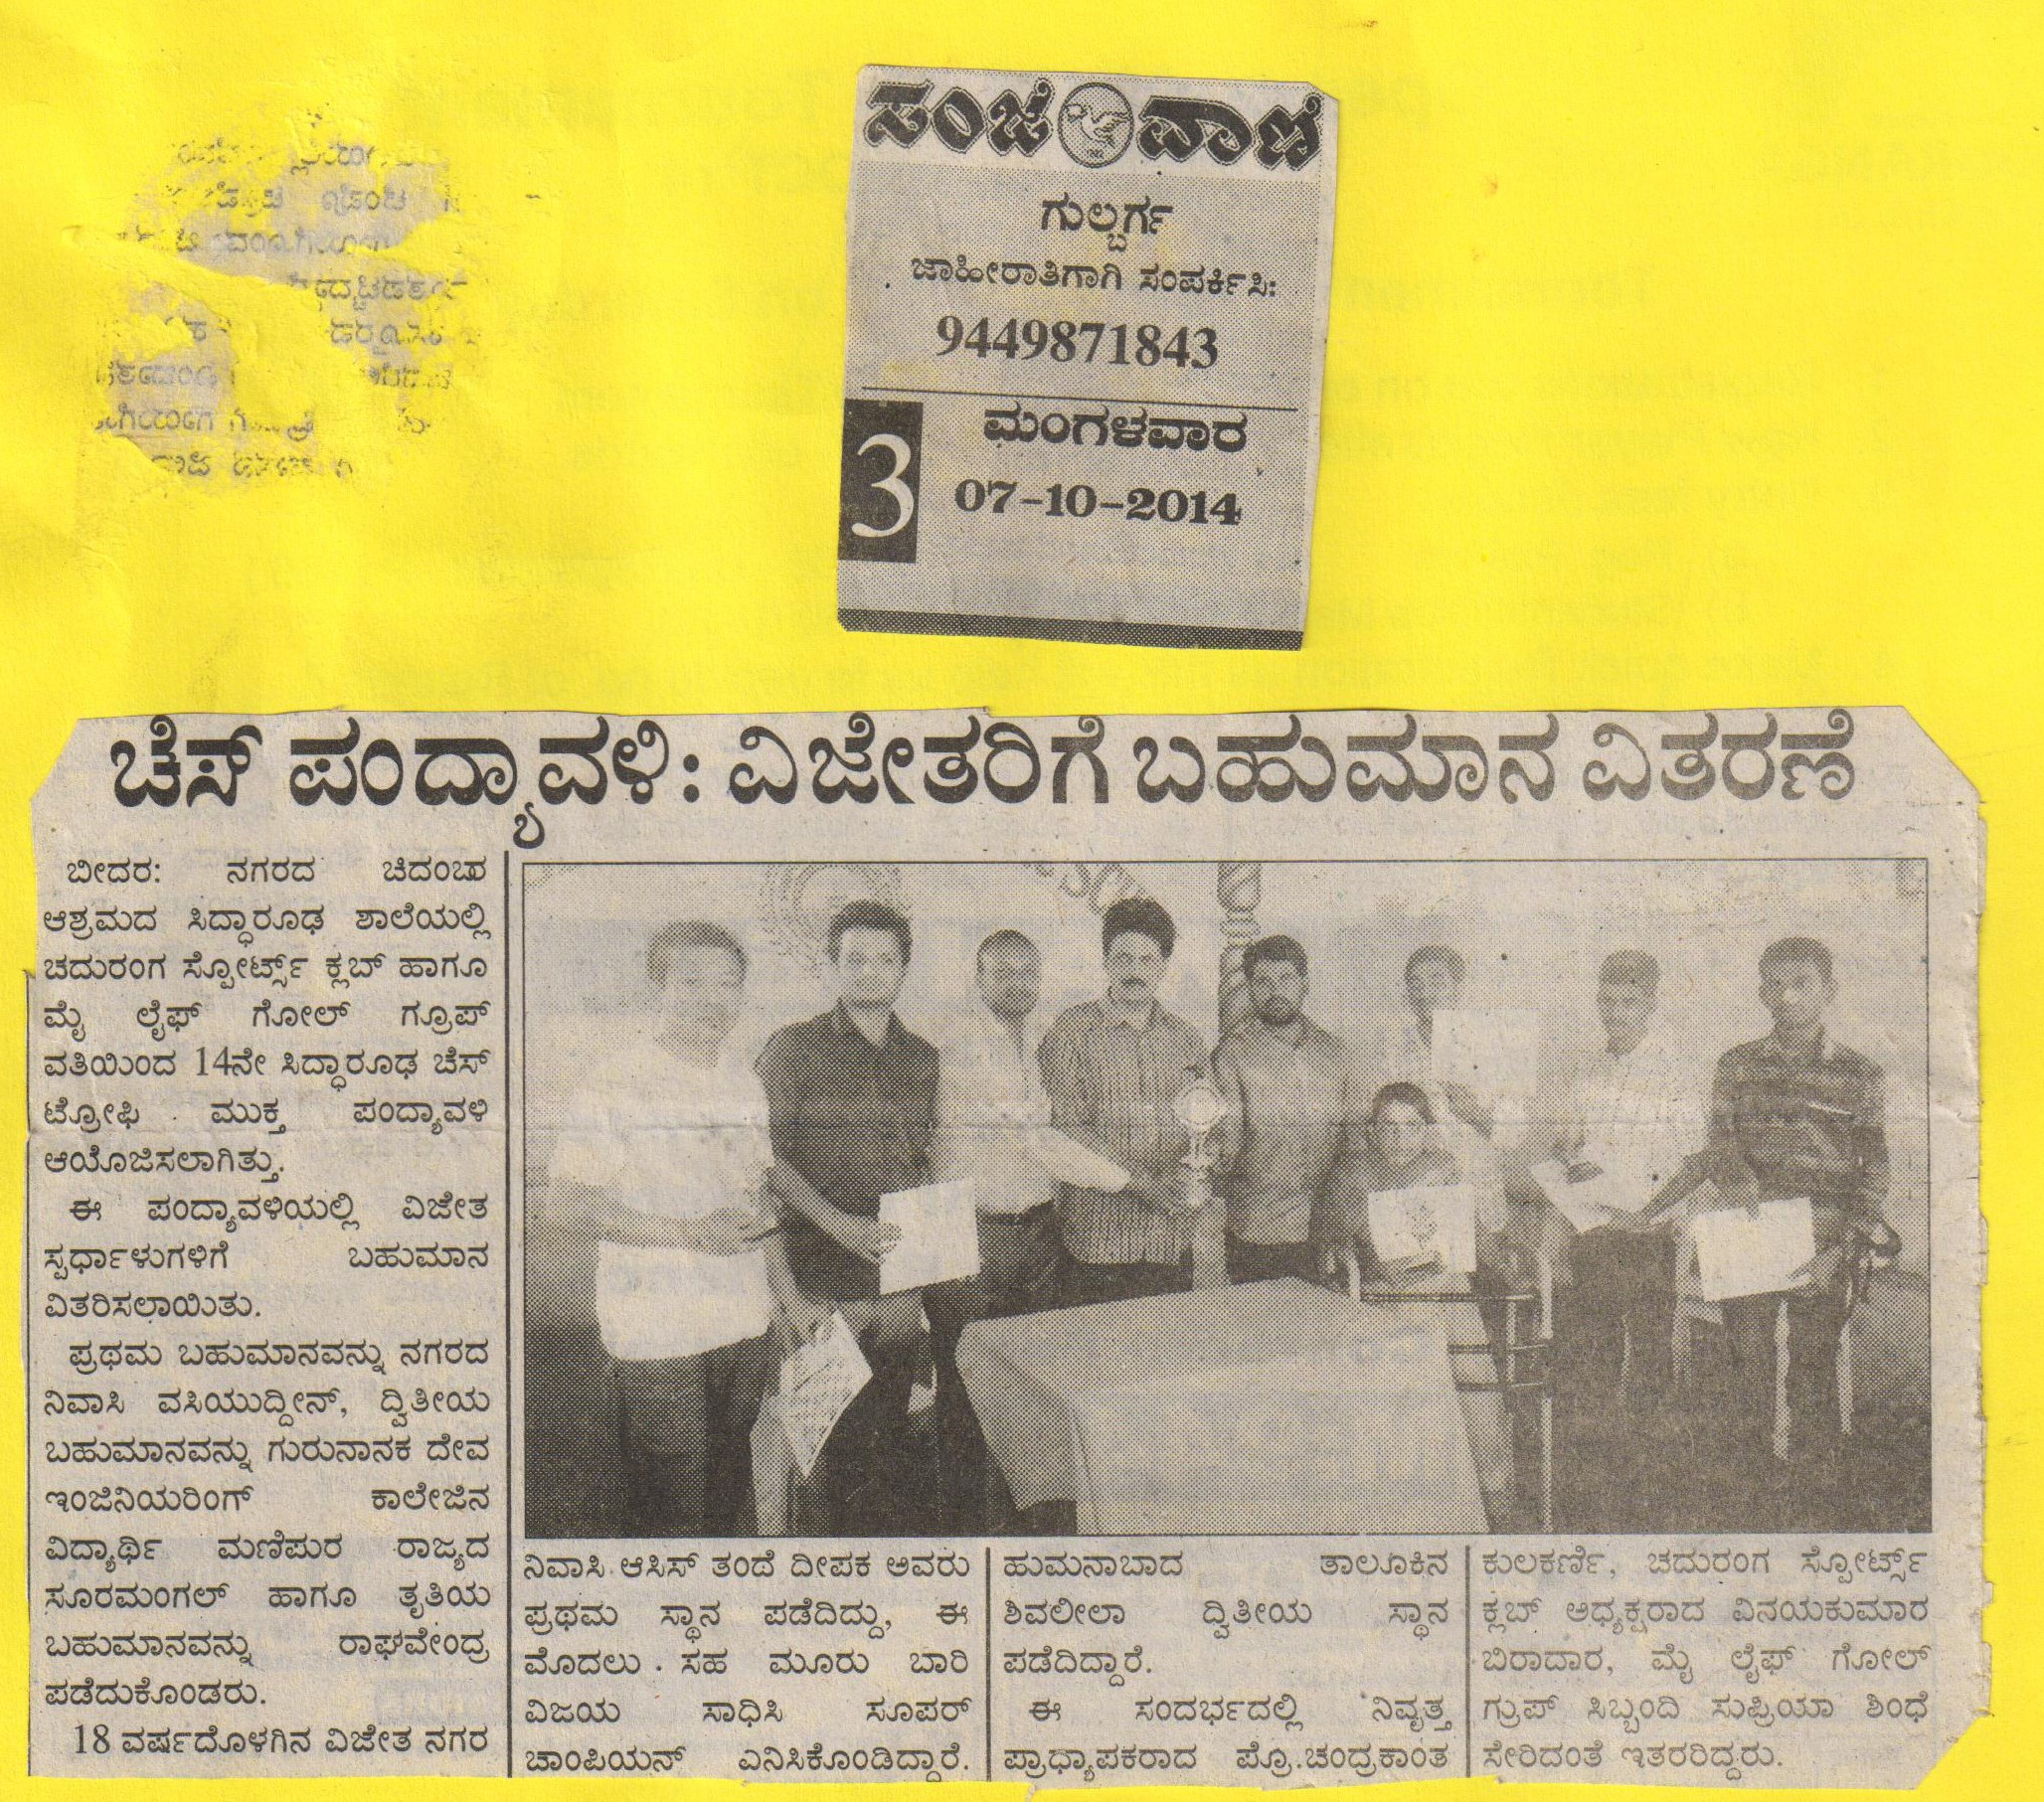 ಸಂಜೆ ವಾಣಿ
ಗುಲ್ಬರ್ಗ
ಜಾಹೀರಾತಿಗಾಗಿ ಸಂಪರ್ಕಿಸಿ:
9449871843
3
ಮಂಗಳವಾರ
07-10-2014
ಚೆಸ್ ಪಂದ್ಯಾವಳಿ: ವಿಜೇತರಿಗೆ ಬಹುಮಾನ ವಿತರಣೆ
ಬೀದರ: ನಗರದ ಚಿದಂಬರ
ಆಶ್ರಮದ ಸಿದ್ಧಾರೂಢ ಶಾಲೆಯಲ್ಲಿ
ಚದುರಂಗ ಸ್ಪೋರ್ಟ್ಸ್ ಕ್ಲಬ್ ಹಾಗೂ
ಮೈ ಲೈಫ್ ಗೋಲ್ ಗ್ರೂಪ್
ವತಿಯಿಂದ 14ನೇ ಸಿದ್ಧಾರೂಢ ಚೆಸ್
ಟ್ರೋಫಿ ಮುಕ್ತ ಪಂದ್ಯಾವಳಿ
ಆಯೊಜಿಸಲಾಗಿತ್ತು.
ಈ ಪಂದ್ಯಾವಳಿಯಲ್ಲಿ ವಿಜೇತ
ಸ್ಪರ್ಧಾಳುಗಳಿಗೆ ಬಹುಮಾನ
ವಿತರಿಸಲಾಯಿತು.
ಪ್ರಥಮ ಬಹುಮಾನವನ್ನು ನಗರದ
ನಿವಾಸಿ ವಸಿಯುದ್ದೀನ್, ದ್ವಿತೀಯ
ಬಹುಮಾನವನ್ನು ಗುರುನಾನಕ ದೇವ
ಇಂಜಿನಿಯರಿಂಗ್ ಕಾಲೇಜಿನ
ವಿದ್ಯಾರ್ಥಿ ಮಣಿಪುರ ರಾಜ್ಯದ
ಸೂರಮಂಗಲ್ ಹಾಗೂ ತೃತಿಯ
ಬಹುಮಾನವನ್ನು ರಾಘವೇಂದ್ರ
ಪಡೆದುಕೊಂಡರು.
18 ವರ್ಷದೊಳಗಿನ ವಿಜೇತ ನಗರ
ನಿವಾಸಿ ಆಸಿಸ್ ತಂದೆ ದೀಪಕ ಅವರು
ಪ್ರಥಮ ಸ್ಥಾನ ಪಡೆದಿದ್ದು, ಈ
ಮೊದಲು ಸಹ ಮೂರು ಬಾರಿ
ವಿಜಯ ಸಾಧಿಸಿ ಸೂಪರ್
ಚಾಂಪಿಯನ್ ಎನಿಸಿಕೊಂಡಿದ್ದಾರೆ.
ಹುಮನಾಬಾದ ತಾಲೂಕಿನ
ಶಿವಲೀಲಾ ದ್ವಿತೀಯ ಸ್ಥಾನ
ಪಡೆದಿದ್ದಾರೆ.
ಈ ಸಂದರ್ಭದಲ್ಲಿ ನಿವೃತ್ತ
ಪ್ರಾಧ್ಯಾಪಕರಾದ ಪ್ರೊ.ಚಂದ್ರಕಾಂತ
ಕುಲಕರ್ಣಿ, ಚದುರಂಗ ಸ್ಪೋರ್ಟ್ಸ್
ಕ್ಲಬ್ ಅಧ್ಯಕ್ಷರಾದ ವಿನಯಕುಮಾರ
ಬಿರಾದಾರ, ಮೈ ಲೈಫ್ ಗೋಲ್
ಗ್ರುಪ್ ಸಿಬ್ಬಂದಿ ಸುಪ್ರಿಯಾ ಶಿಂಧೆ
ಸೇರಿದಂತೆ ಇತರರಿದ್ದರು.